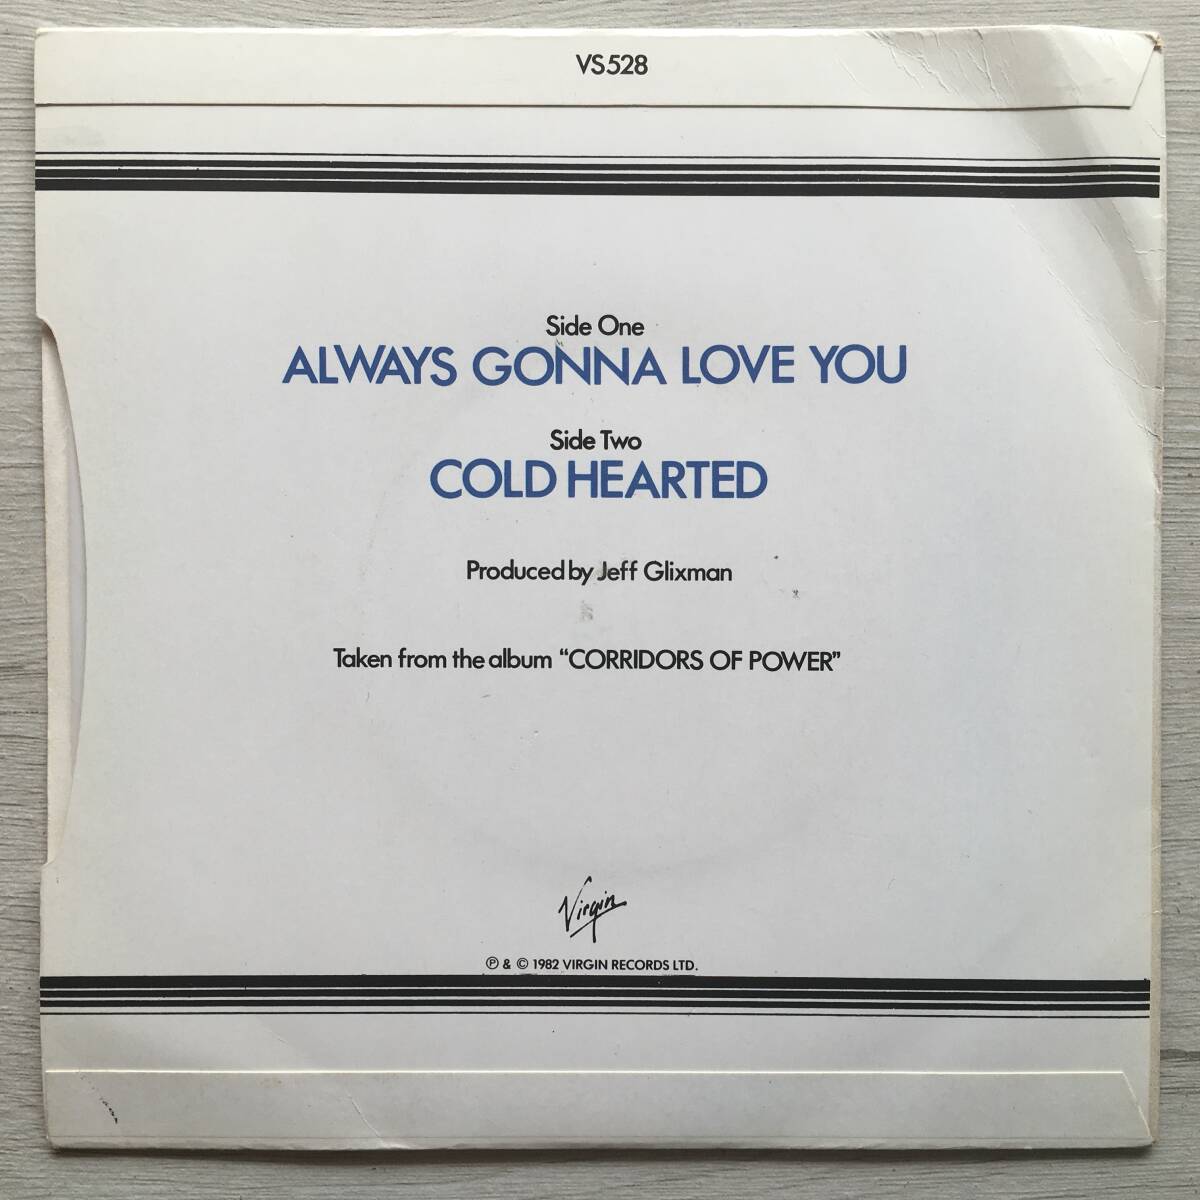 VS528
Side One
ALWAYS GONNA LOVE YOU
Side Two
COLD HEARTED
Produced by Jeff Glixman
Taken from the album “CORRIDORS OF POWER”
Virgin
℗ & © 1982 VIRGIN RECORDS LTD.